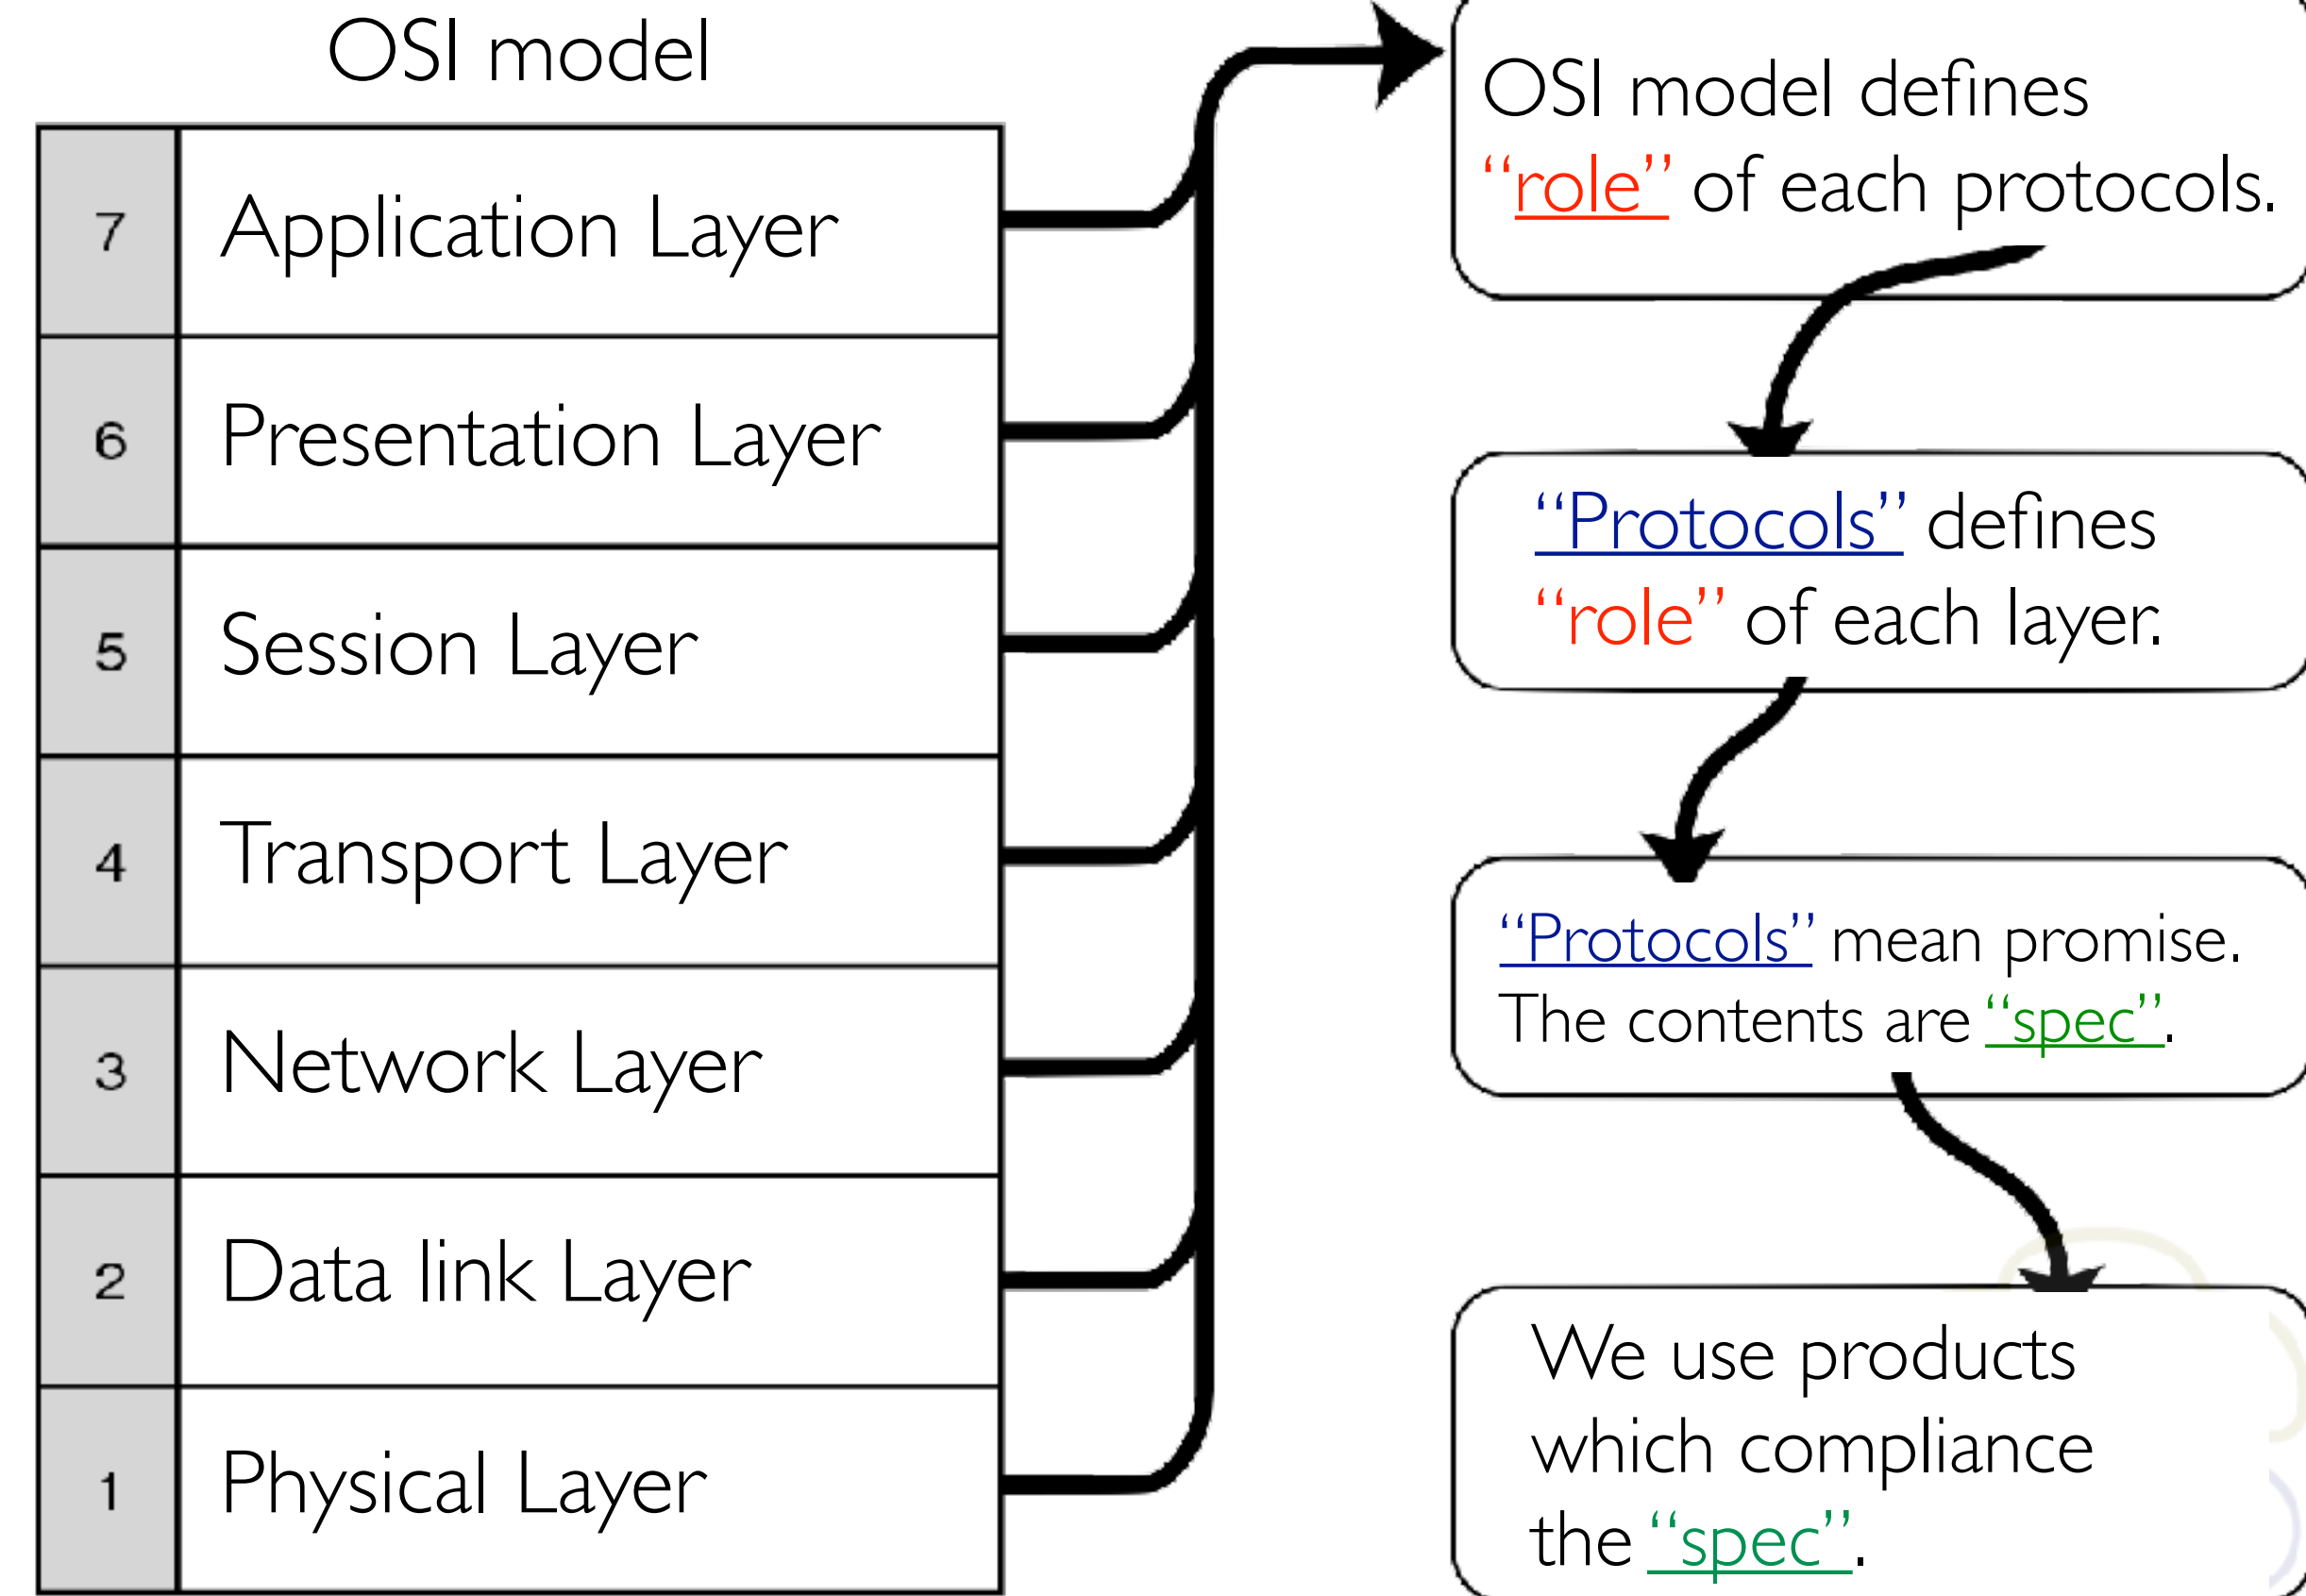 OSI model
7 Application Layer
6 Presentation Layer
5 Session Layer
4 Transport Layer
3 Network Layer
2 Data link Layer
1 Physical Layer
OSI model defines
“role” of each protocols.
“Protocols” defines
“role” of each layer.
“Protocols” mean promise.
The contents are “spec”.
We use products
which compliance
the “spec”.